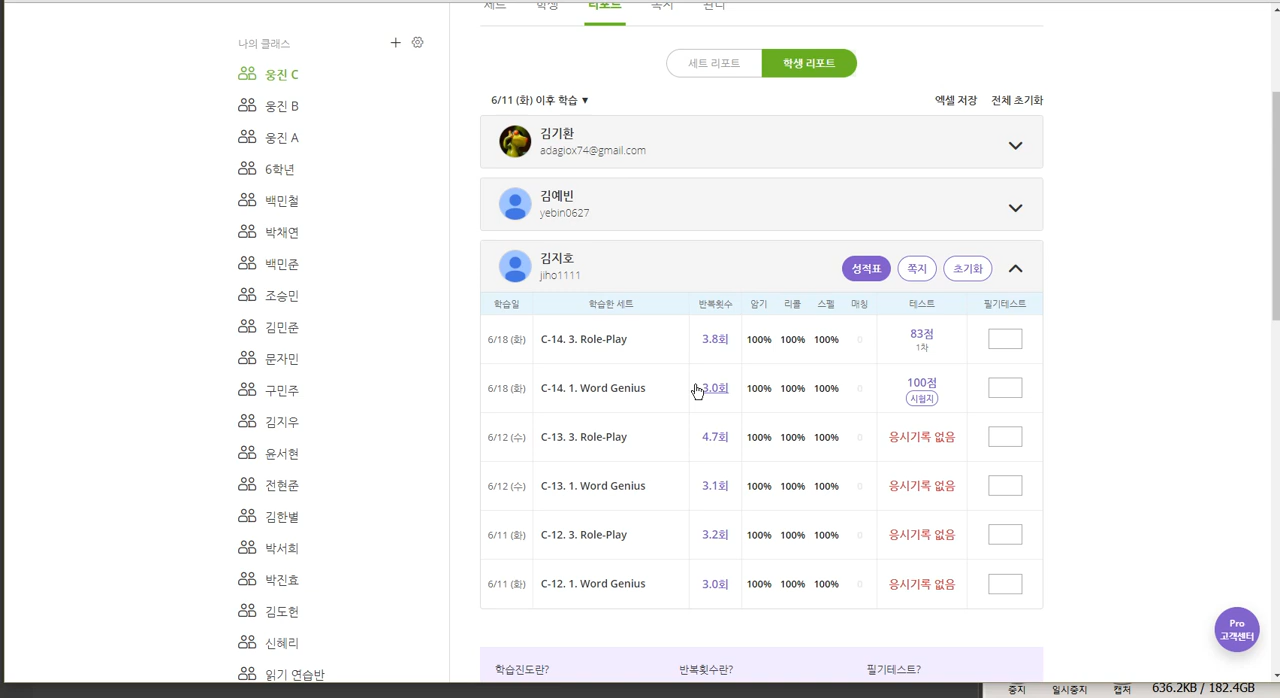 세트 학생 리포트 쪽지 관리
나의 클래스
웅진 C
웅진 B
웅진 A
6학년
백민철
박채연
백민준
조승민
김민준
문자민
구민주
김지우
윤서현
전현준
김한별
박서희
박진효
김도헌
신혜리
읽기 연습반
세트 리포트 학생 리포트
6/11 (화) 이후 학습 ▼ 엑셀 저장 전체 초기화
김기환
adagiox74@gmail.com
김예빈
yebin0627
김지호
jiho1111
성적표 쪽지 초기화
학습일 학습한 세트 반복횟수 암기 리콜 스펠 매칭 테스트 필기테스트
6/18 (화) C-14. 3. Role-Play 3.8회 100% 100% 100% 0 83점
1차
6/18 (화) C-14. 1. Word Genius 3.0회 100% 100% 100% 0 100점
시험지
6/12 (수) C-13. 3. Role-Play 4.7회 100% 100% 100% 0 응시기록 없음
6/12 (수) C-13. 1. Word Genius 3.1회 100% 100% 100% 0 응시기록 없음
6/11 (화) C-12. 3. Role-Play 3.2회 100% 100% 100% 0 응시기록 없음
6/11 (화) C-12. 1. Word Genius 3.0회 100% 100% 100% 0 응시기록 없음
학습진도란? 반복횟수란? 필기테스트?
Pro
고객센터
중지 일시중지 캡처 636.2KB / 182.4GB